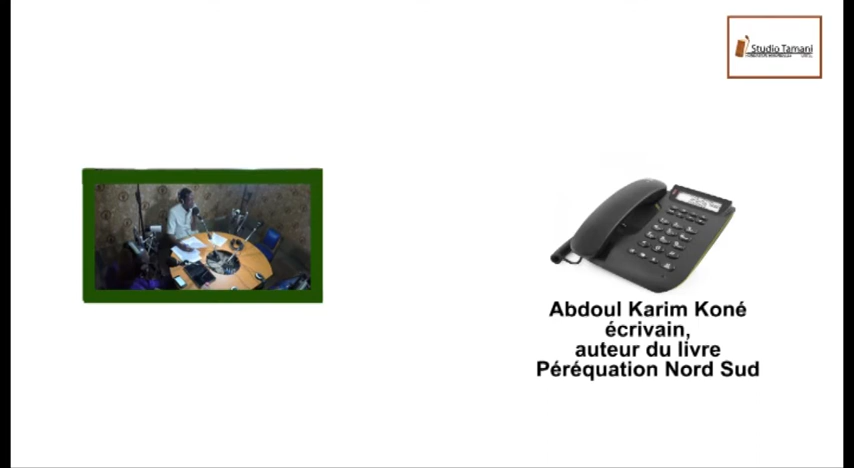 Studio Tamani
Abdoul Karim Koné
écrivain,
auteur du livre
Péréquation Nord Sud